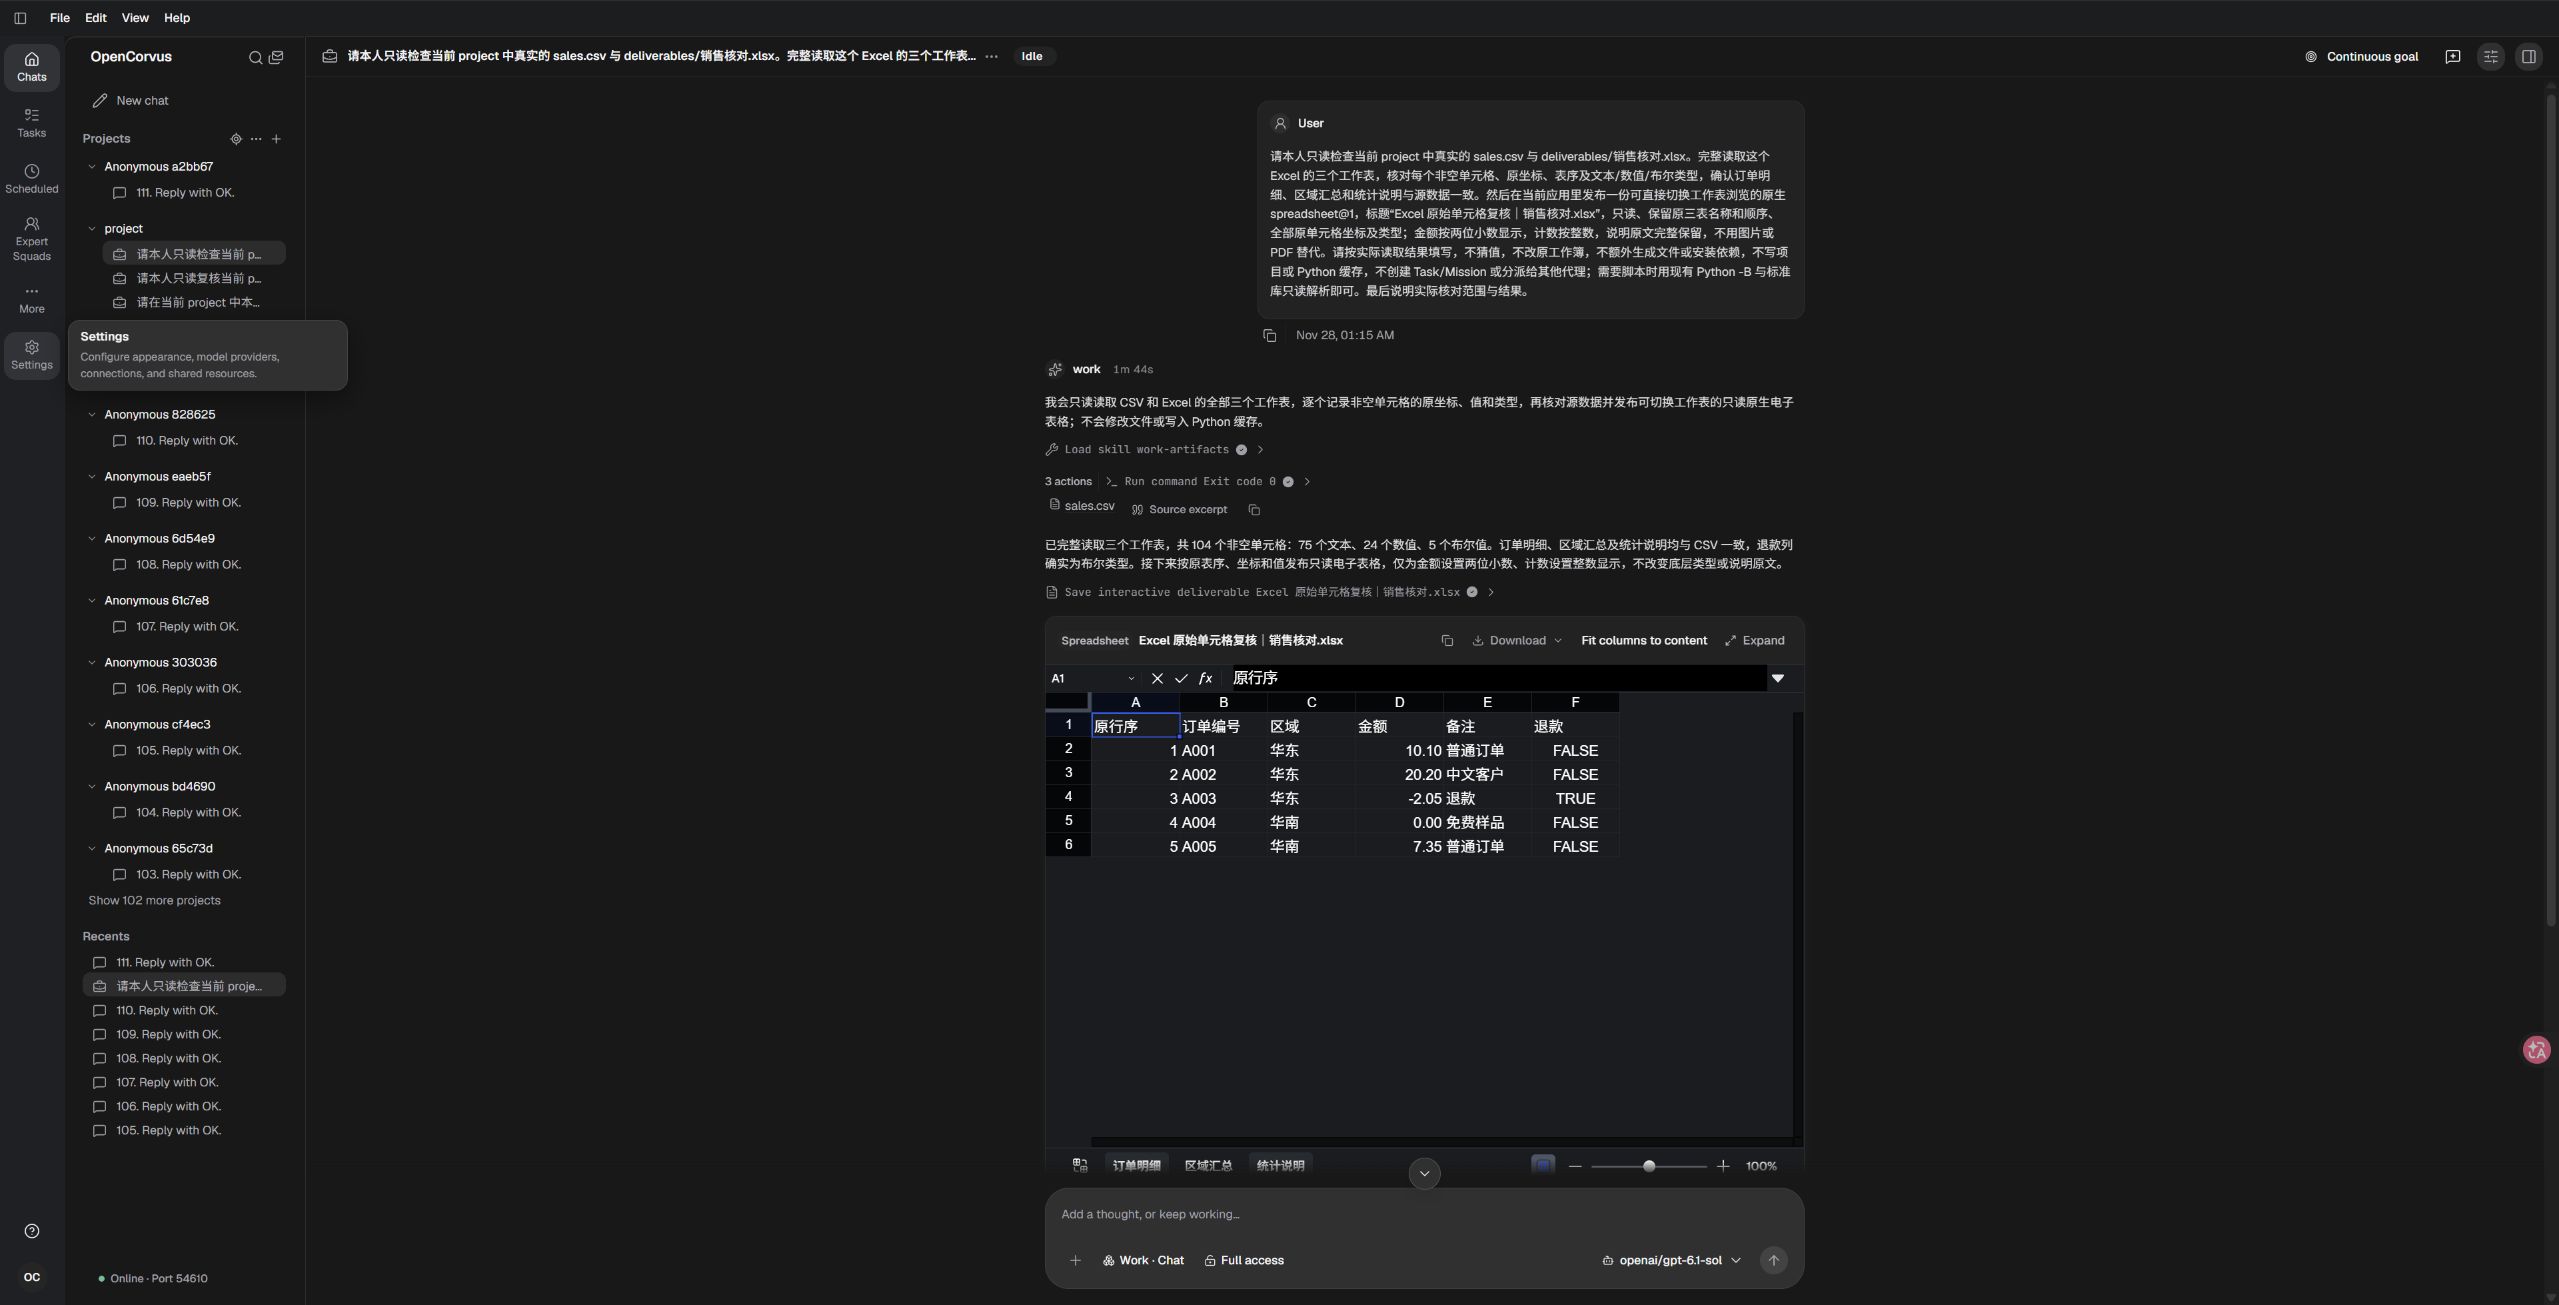 File Edit View Help
Chats
Tasks
Scheduled
Expert
Squads
More
Settings
OC
OpenCorvus
New chat
Projects
Anonymous a2bb67
111. Reply with OK.
project
请本人只读检查当前 p...
请本人只读复核当前 p...
请在当前 project 中本...
Settings
Configure appearance, model providers,
connections, and shared resources.
Anonymous 828625
110. Reply with OK.
Anonymous eaeb5f
109. Reply with OK.
Anonymous 6d54e9
108. Reply with OK.
Anonymous 61c7e8
107. Reply with OK.
Anonymous 303036
106. Reply with OK.
Anonymous cf4ec3
105. Reply with OK.
Anonymous bd4690
104. Reply with OK.
Anonymous 65c73d
103. Reply with OK.
Show 102 more projects
Recents
111. Reply with OK.
请本人只读检查当前 proje...
110. Reply with OK.
109. Reply with OK.
108. Reply with OK.
107. Reply with OK.
106. Reply with OK.
105. Reply with OK.
Online · Port 54610
请本人只读检查当前 project 中真实的 sales.csv 与 deliverables/销售核对.xlsx。完整读取这个 Excel 的三个工作表... ··· Idle
Continuous goal
User
请本人只读检查当前 project 中真实的 sales.csv 与 deliverables/销售核对.xlsx。完整读取这个
Excel 的三个工作表，核对每个非空单元格、原坐标、表序及文本/数值/布尔类型，确认订单明
细、区域汇总和统计说明与源数据一致。然后在当前应用里发布一份可直接切换工作表浏览的原生
spreadsheet@1，标题“Excel 原始单元格复核｜销售核对.xlsx”，只读、保留原三表名称和顺序、
全部原单元格坐标及类型；金额按两位小数显示，计数按整数，说明原文完整保留，不用图片或
PDF 替代。请按实际读取结果填写，不猜值，不改原工作簿，不额外生成文件或安装依赖，不写项
目或 Python 缓存，不创建 Task/Mission 或分派给其他代理；需要脚本时用现有 Python -B 与标准
库只读解析即可。最后说明实际核对范围与结果。
Nov 28, 01:15 AM
work 1m 44s
我会只读读取 CSV 和 Excel 的全部三个工作表，逐个记录非空单元格的原坐标、值和类型，再核对源数据并发布可切换工作表的只读原生电子
表格；不会修改文件或写入 Python 缓存。
Load skill work-artifacts
3 actions Run command Exit code 0
sales.csv Source excerpt
已完整读取三个工作表，共 104 个非空单元格：75 个文本、24 个数值、5 个布尔值。订单明细、区域汇总及统计说明均与 CSV 一致，退款列
确实为布尔类型。接下来按原表序、坐标和值发布只读电子表格，仅为金额设置两位小数、计数设置整数显示，不改变底层类型或说明原文。
Save interactive deliverable Excel 原始单元格复核｜销售核对.xlsx
Spreadsheet Excel 原始单元格复核｜销售核对.xlsx Download Fit columns to content Expand
A1 fx 原行序
A B C D E F
1 原行序 订单编号 区域 金额 备注 退款
2 1 A001 华东 10.10 普通订单 FALSE
3 2 A002 华东 20.20 中文客户 FALSE
4 3 A003 华东 -2.05 退款 TRUE
5 4 A004 华南 0.00 免费样品 FALSE
6 5 A005 华南 7.35 普通订单 FALSE
订单明细 区域汇总 统计说明 100%
Add a thought, or keep working...
Work · Chat Full access openai/gpt-6.1-sol